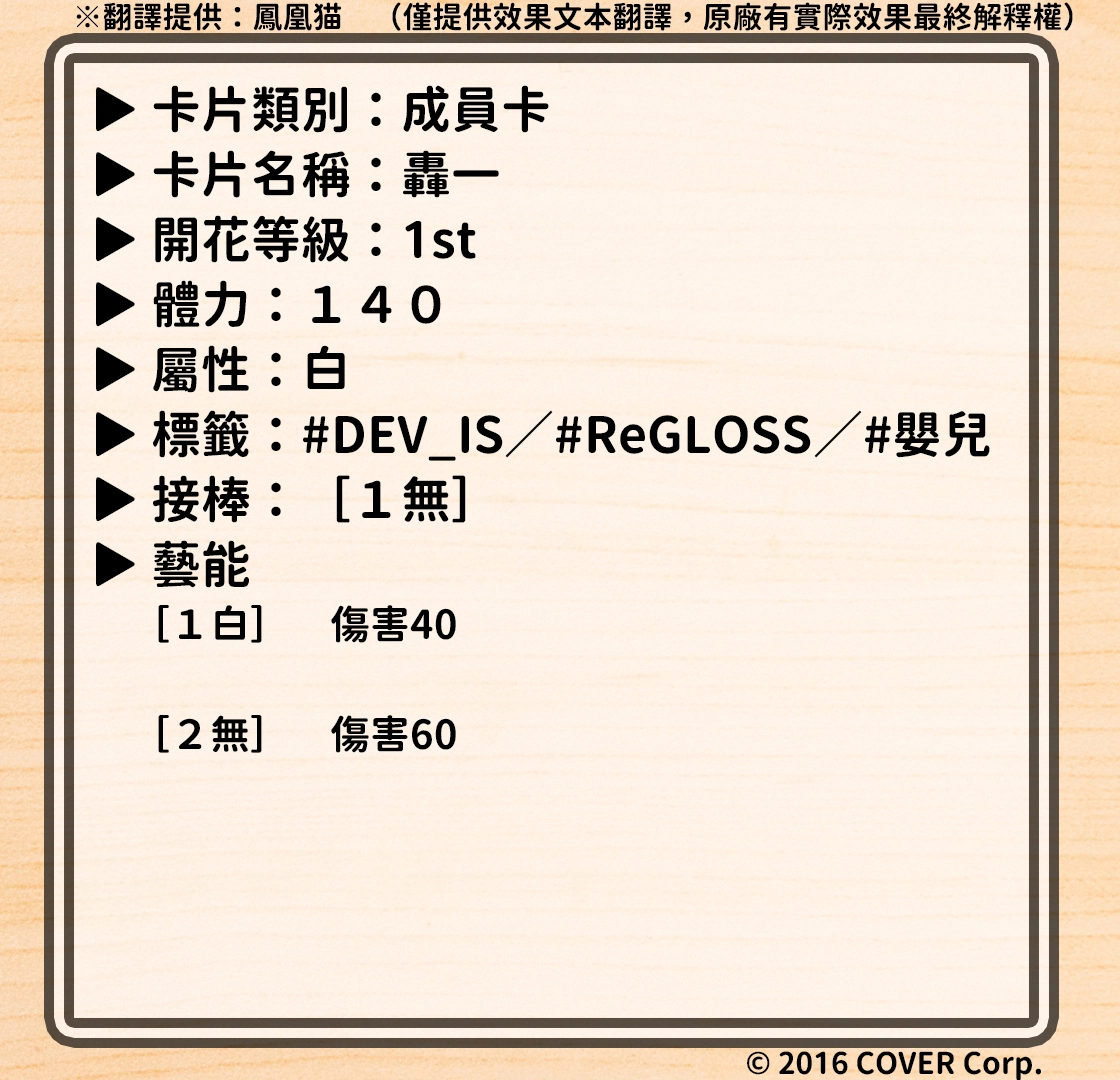 ※翻譯提供：鳳凰猫　（僅提供效果文本翻譯，原廠有實際效果最終解釋權）
▶ 卡片類別：成員卡
▶ 卡片名稱：轟一
▶ 開花等級：1st
▶ 體力：１４０
▶ 屬性：白
▶ 標籤：#DEV_IS／#ReGLOSS／#嬰兒
▶ 接棒：［１無］
▶ 藝能
［１白］　傷害40
［２無］　傷害60
© 2016 COVER Corp.